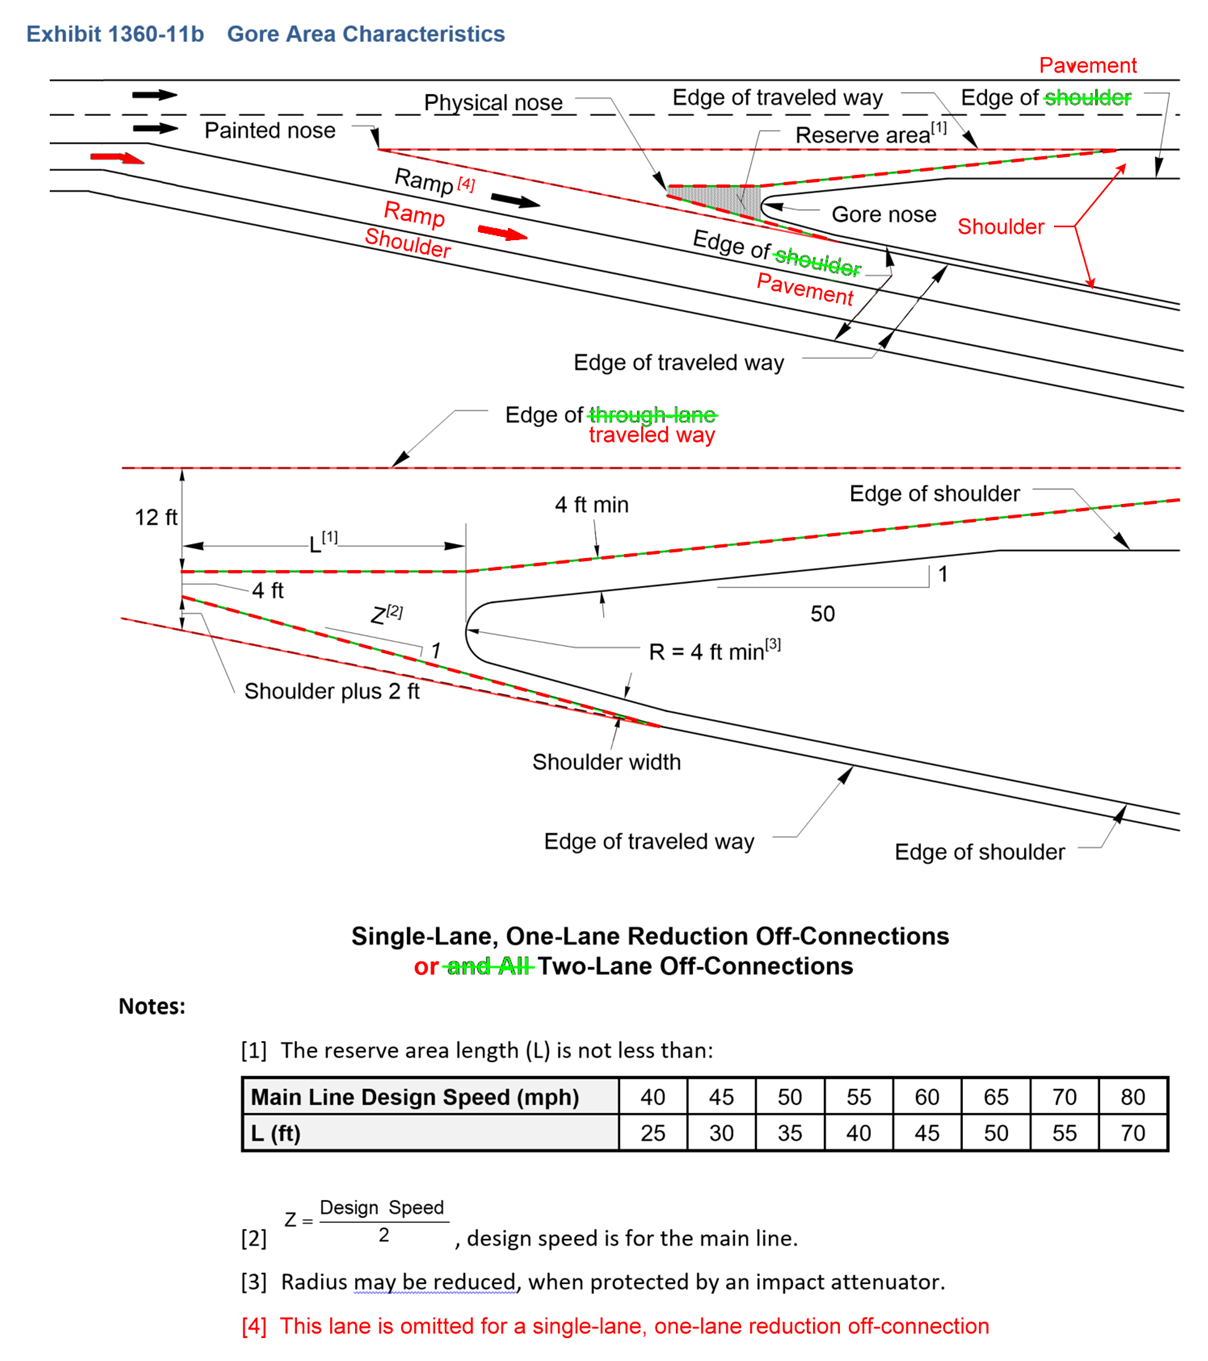 Exhibit 1360-11b Gore Area Characteristics
Pavement
Physical nose
Edge of traveled way
Edge of shoulder
Painted nose
Reserve area[1]
Ramp [4]
Gore nose
Ramp
Shoulder
Shoulder
Edge of shoulder
Pavement
Edge of traveled way
Edge of through lane
traveled way
Edge of shoulder
4 ft min
12 ft
L[1]
1
4 ft
50
Z[2]
1
R = 4 ft min[3]
Shoulder plus 2 ft
Shoulder width
Edge of traveled way
Edge of shoulder
Single-Lane, One-Lane Reduction Off-Connections
or and All Two-Lane Off-Connections
Notes:
[1] The reserve area length (L) is not less than:
Main Line Design Speed (mph) 40 45 50 55 60 65 70 80
L (ft) 25 30 35 40 45 50 55 70
[2] Z = Design Speed / 2 , design speed is for the main line.
[3] Radius may be reduced, when protected by an impact attenuator.
[4] This lane is omitted for a single-lane, one-lane reduction off-connection